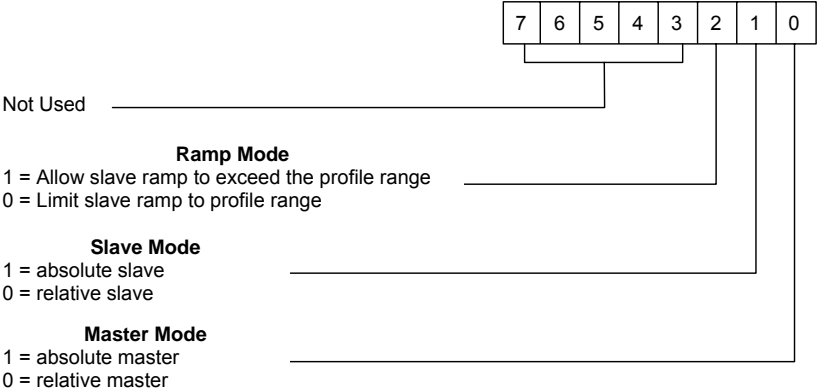 7 6 5 4 3 2 1 0
Not Used
Ramp Mode
1 = Allow slave ramp to exceed the profile range
0 = Limit slave ramp to profile range
Slave Mode
1 = absolute slave
0 = relative slave
Master Mode
1 = absolute master
0 = relative master